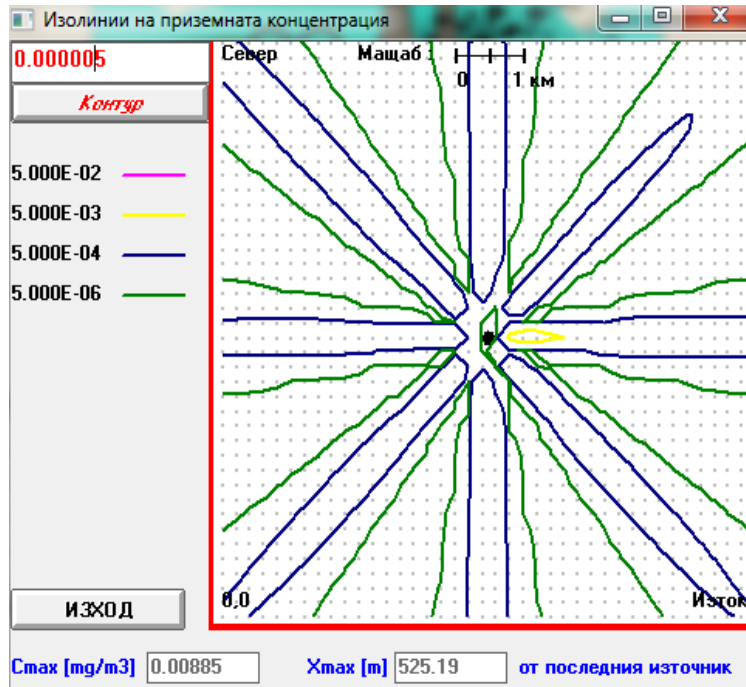 Изолинии на приземната концентрация
0.000005
Контур
5.000E-02
5.000E-03
5.000E-04
5.000E-06
ИЗХОД
Север Мащаб :
0 1 км
0,0 Изток
Cmax [mg/m3] 0.00885 Xmax [m] 525.19 от последния източник